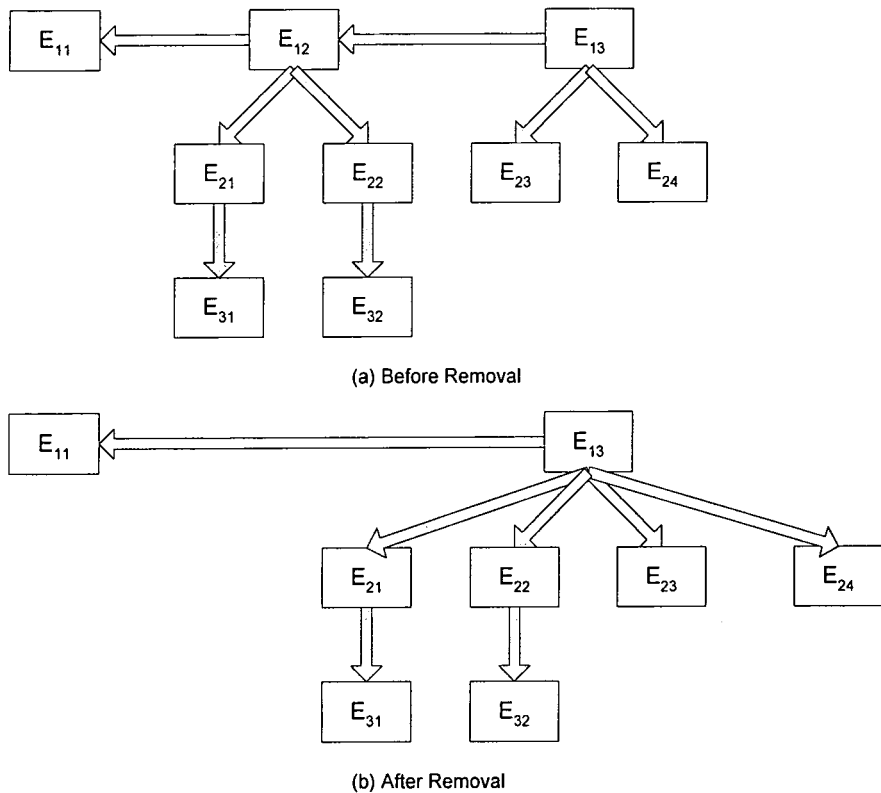 E₁₁ E₁₂ E₁₃
E₂₁ E₂₂ E₂₃ E₂₄
E₃₁ E₃₂
(a) Before Removal
E₁₁ E₁₃
E₂₁ E₂₂ E₂₃ E₂₄
E₃₁ E₃₂
(b) After Removal